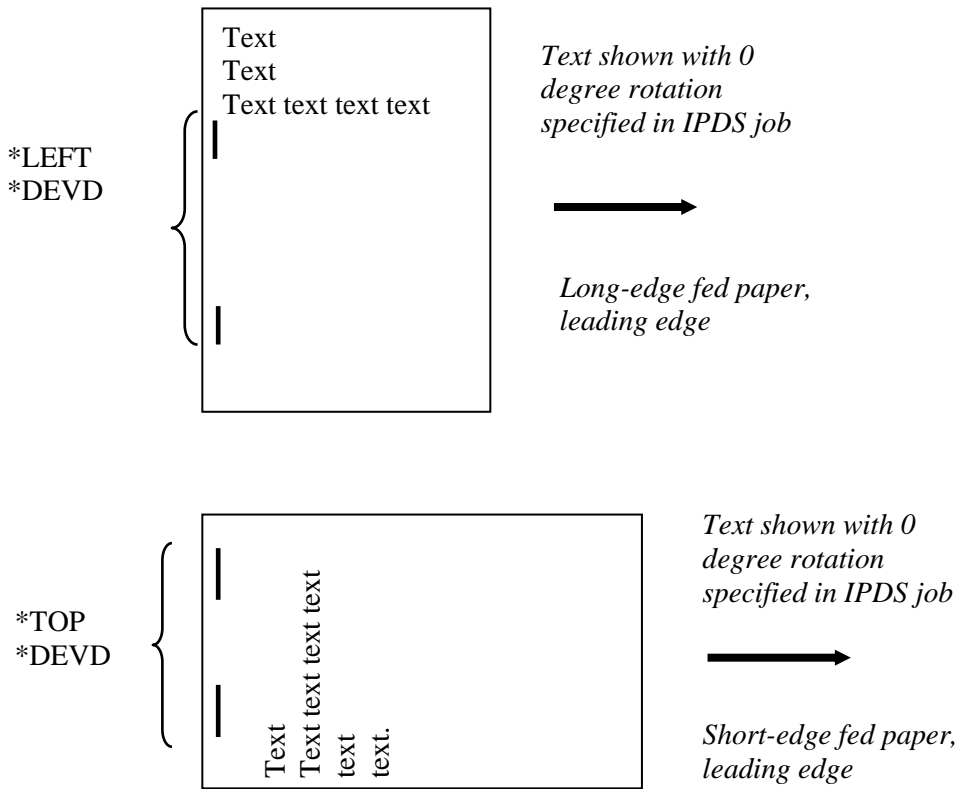 Text
Text
Text text text text
*LEFT
*DEVD
Text shown with 0
degree rotation
specified in IPDS job
Long-edge fed paper,
leading edge
*TOP
*DEVD
Text
Text text text text
text
text.
Text shown with 0
degree rotation
specified in IPDS job
Short-edge fed paper,
leading edge